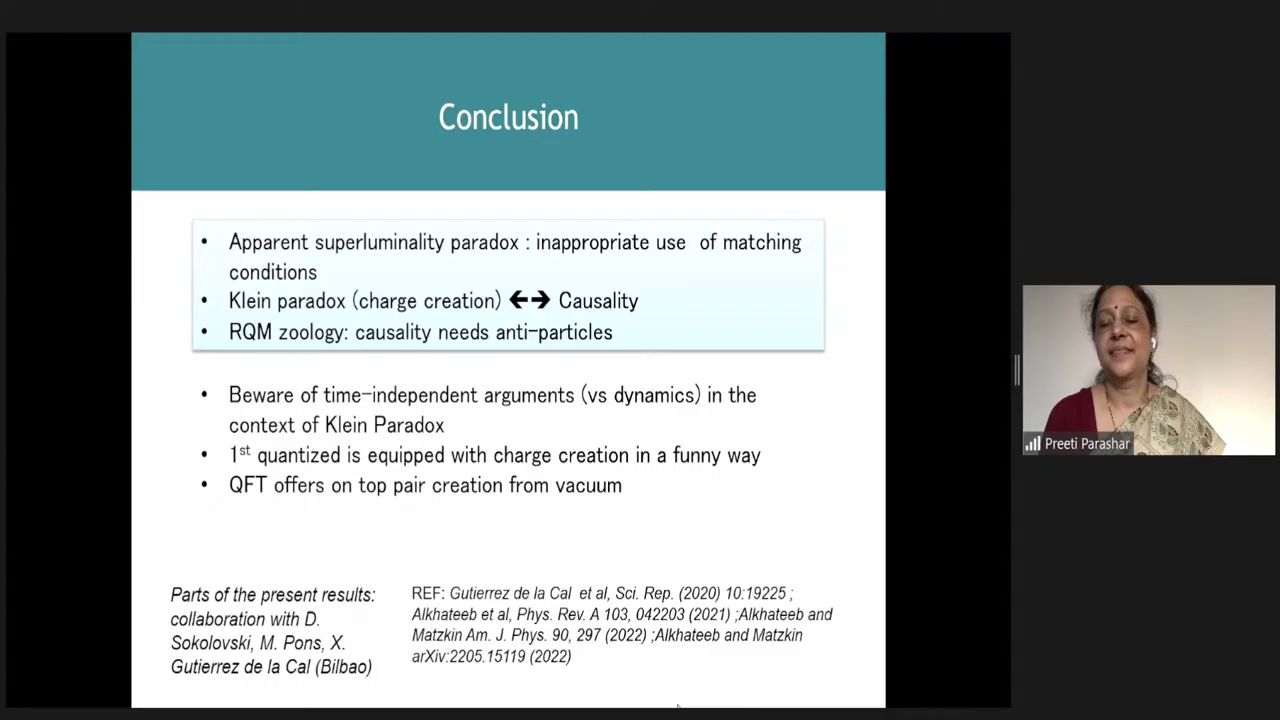 Conclusion
• Apparent superluminality paradox : inappropriate use of matching
conditions
• Klein paradox (charge creation) 🡨🡪 Causality
• RQM zoology: causality needs anti-particles
• Beware of time-independent arguments (vs dynamics) in the
context of Klein Paradox
• 1st quantized is equipped with charge creation in a funny way
• QFT offers on top pair creation from vacuum
Parts of the present results:
collaboration with D.
Sokolovski, M. Pons, X.
Gutierrez de la Cal (Bilbao)
REF: Gutierrez de la Cal et al, Sci. Rep. (2020) 10:19225 ;
Alkhateeb et al, Phys. Rev. A 103, 042203 (2021) ;Alkhateeb and
Matzkin Am. J. Phys. 90, 297 (2022) ;Alkhateeb and Matzkin
arXiv:2205.15119 (2022)
Preeti Parashar